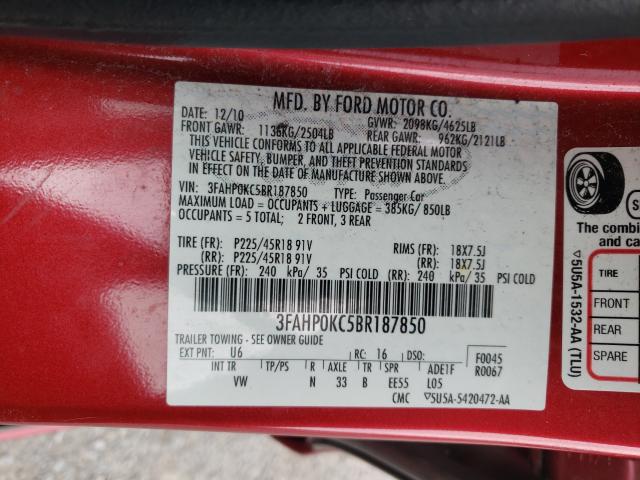 MFD. BY FORD MOTOR CO.
DATE: 12/10 GVWR: 2098KG/4625LB
FRONT GAWR: 1136KG/2504LB REAR GAWR: 962KG/2121LB
THIS VEHICLE CONFORMS TO ALL APPLICABLE FEDERAL MOTOR
VEHICLE SAFETY, BUMPER, AND THEFT PREVENTION STANDARDS
IN EFFECT ON THE DATE OF MANUFACTURE SHOWN ABOVE.
VIN: 3FAHP0KC5BR187850 TYPE: Passenger Car
MAXIMUM LOAD = OCCUPANTS + LUGGAGE = 385KG/ 850LB
OCCUPANTS = 5 TOTAL; 2 FRONT, 3 REAR
TIRE (FR): P225/45R18 91V RIMS (FR): 18X7.5J
(RR): P225/45R18 91V (RR): 18X7.5J
PRESSURE (FR): 240 kPa/ 35 PSI COLD (RR): 240 kPa/ 35 PSI COLD
3FAHP0KC5BR187850
TRAILER TOWING - SEE OWNER GUIDE
EXT PNT: U6 RC: 16 DSO: F0045
INT TR TP/PS R AXLE TR SPR ADE1F R0067
VW N 33 B EE55 L05
CMC ▽5U5A-5420472-AA
▽5U5A-1532-AA (TLU)
S
The combin
and ca
TIRE
FRONT
REAR
SPARE